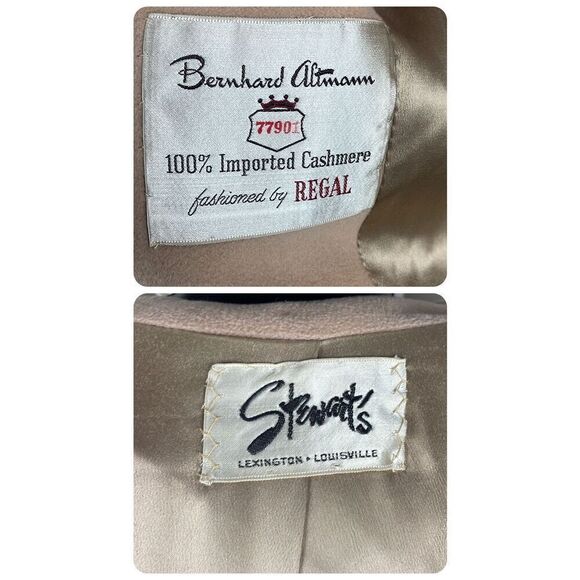 Bernhard Altmann
77901
100% Imported Cashmere
fashioned by REGAL
Stewart's
LEXINGTON • LOUISVILLE